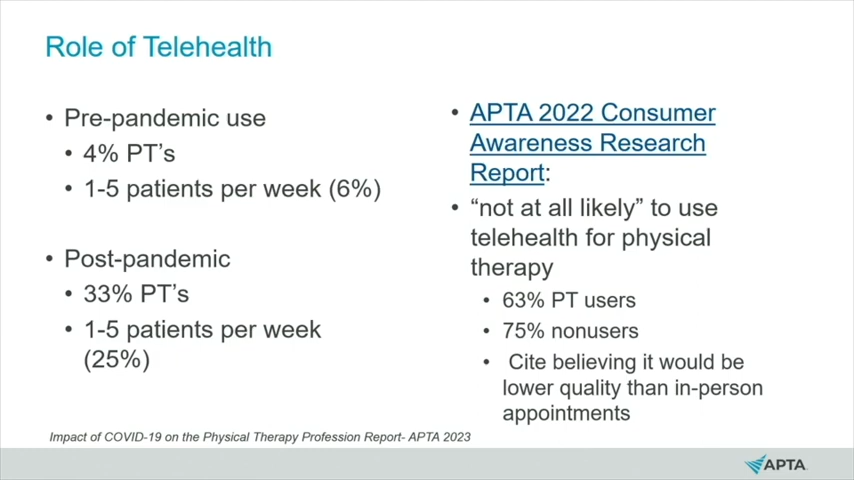 Role of Telehealth
• Pre-pandemic use
• 4% PT's
• 1-5 patients per week (6%)
• Post-pandemic
• 33% PT's
• 1-5 patients per week
(25%)
• APTA 2022 Consumer
Awareness Research
Report:
• “not at all likely” to use
telehealth for physical
therapy
• 63% PT users
• 75% nonusers
• Cite believing it would be
lower quality than in-person
appointments
Impact of COVID-19 on the Physical Therapy Profession Report- APTA 2023
APTA